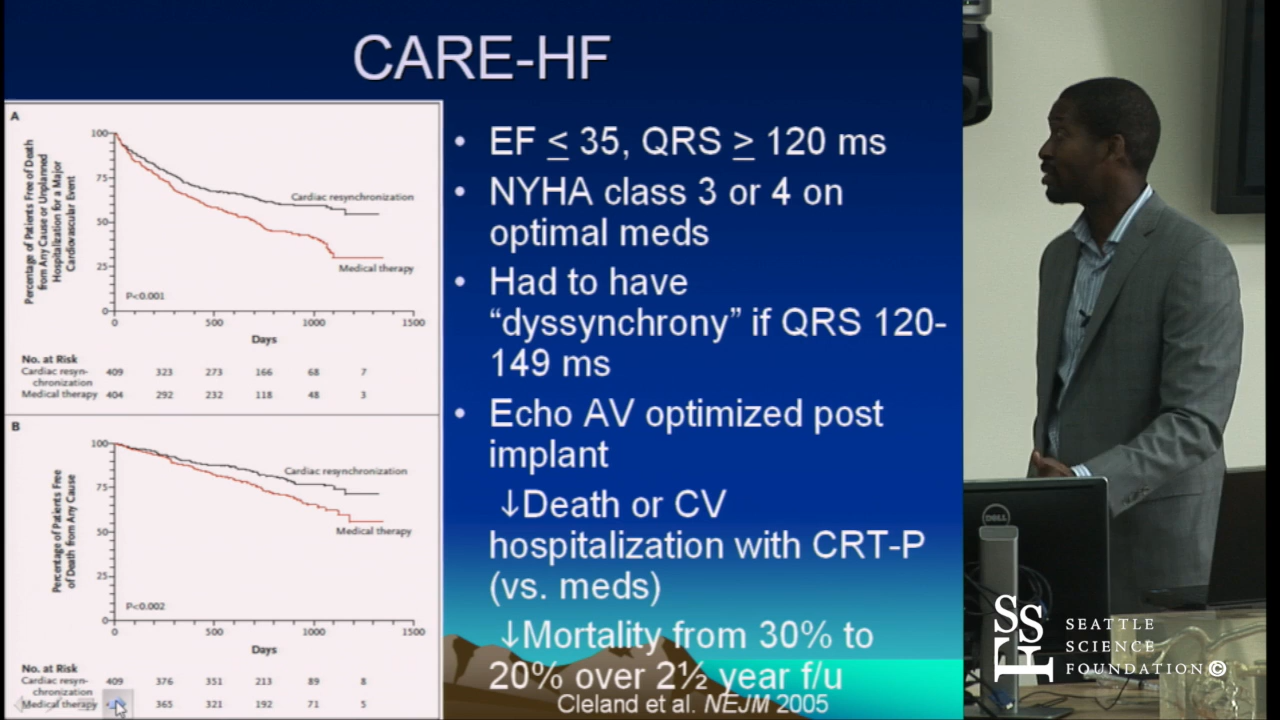 CARE-HF
A
Percentage of Patients Free of Death
from Any Cause or Unplanned
Hospitalization for a Major
Cardiovascular Event
100
75
50
25
0
Cardiac resynchronization
Medical therapy
P<0.001
0 500 1000 1500
Days
No. at Risk
Cardiac resyn-
chronization 409 323 273 166 68 7
Medical therapy 404 292 232 118 48 3
B
Percentage of Patients Free
of Death from Any Cause
100
75
50
25
0
Cardiac resynchronization
Medical therapy
P<0.002
0 500 1000 1500
Days
No. at Risk
Cardiac resyn-
chronization 409 376 351 213 89 8
Medical therapy 365 321 192 71 5
• EF ≤ 35, QRS ≥ 120 ms
• NYHA class 3 or 4 on
optimal meds
• Had to have
“dyssynchrony” if QRS 120-
149 ms
• Echo AV optimized post
implant
↓Death or CV
hospitalization with CRT-P
(vs. meds)
↓Mortality from 30% to
20% over 2½ year f/u
Cleland et al. NEJM 2005
DELL
SSF
SEATTLE
SCIENCE
FOUNDATION©